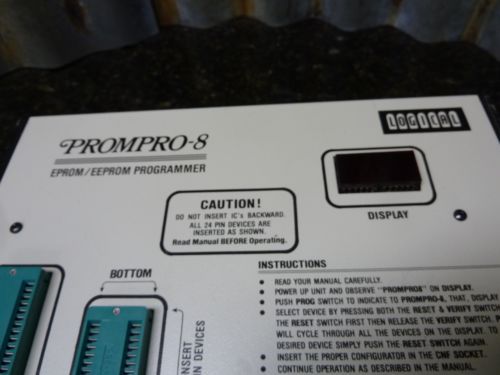 PROMPRO-8
EPROM/EEPROM PROGRAMMER
LOGICAL
CAUTION!
DO NOT INSERT IC's BACKWARD.
ALL 24 PIN DEVICES ARE
INSERTED AS SHOWN.
Read Manual BEFORE Operating.
DISPLAY
BOTTOM
INSERT
IN DEVICES
INSTRUCTIONS
● READ YOUR MANUAL CAREFULLY.
● POWER UP UNIT AND OBSERVE "PROMPRO8" ON DISPLAY.
● PUSH PROG SWITCH TO INDICATE TO PROMPRO-8, THAT, DISPLAY
● SELECT DEVICE BY PRESSING BOTH THE RESET & VERIFY SWITCH
THE RESET SWITCH FIRST THEN RELEASE THE VERIFY SWITCH.
WILL CYCLE THROUGH ALL THE DEVICES ON THE DISPLAY. TO
DESIRED DEVICE SIMPLY PUSH THE RESET SWITCH AGAIN.
● INSERT THE PROPER CONFIGURATOR IN THE CNF SOCKET.
● CONTINUE OPERATION AS DESCRIBED IN THE MANUAL.